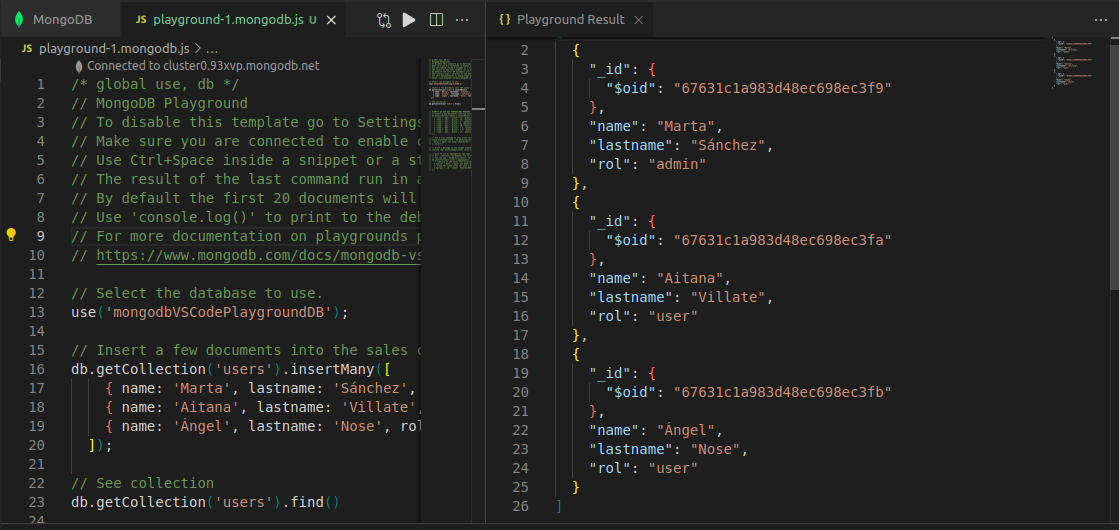 MongoDB
JS playground-1.mongodb.js U
{ } Playground Result
JS playground-1.mongodb.js > ...
Connected to cluster0.93xvp.mongodb.net
1 /* global use, db */
2 // MongoDB Playground
3 // To disable this template go to Settings
4 // Make sure you are connected to enable
5 // Use Ctrl+Space inside a snippet or a
6 // The result of the last command run in
7 // By default the first 20 documents will
8 // Use 'console.log()' to print to the
9 // For more documentation on playgrounds
10 // https://www.mongodb.com/docs/mongodb-vs
11
12 // Select the database to use.
13 use('mongodbVSCodePlaygroundDB');
14
15 // Insert a few documents into the sales
16 db.getCollection('users').insertMany([
17 { name: 'Marta', lastname: 'Sánchez',
18 { name: 'Aitana', lastname: 'Villate',
19 { name: 'Ángel', lastname: 'Nose', rol
20 ]);
21
22 // See collection
23 db.getCollection('users').find()
24
2 {
3 "_id": {
4 "$oid": "67631c1a983d48ec698ec3f9"
5 },
6 "name": "Marta",
7 "lastname": "Sánchez",
8 "rol": "admin"
9 },
10 {
11 "_id": {
12 "$oid": "67631c1a983d48ec698ec3fa"
13 },
14 "name": "Aitana",
15 "lastname": "Villate",
16 "rol": "user"
17 },
18 {
19 "_id": {
20 "$oid": "67631c1a983d48ec698ec3fb"
21 },
22 "name": "Ángel",
23 "lastname": "Nose",
24 "rol": "user"
25 }
26 ]